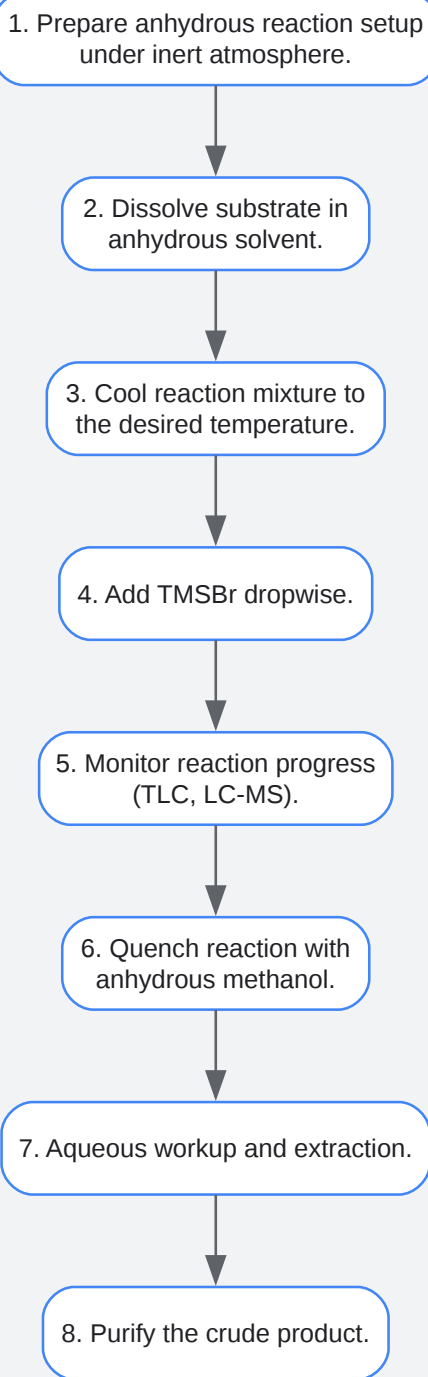 1. Prepare anhydrous reaction setup
under inert atmosphere.
2. Dissolve substrate in
anhydrous solvent.
3. Cool reaction mixture to
the desired temperature.
4. Add TMSBr dropwise.
5. Monitor reaction progress
(TLC, LC-MS).
6. Quench reaction with
anhydrous methanol.
7. Aqueous workup and extraction.
8. Purify the crude product.